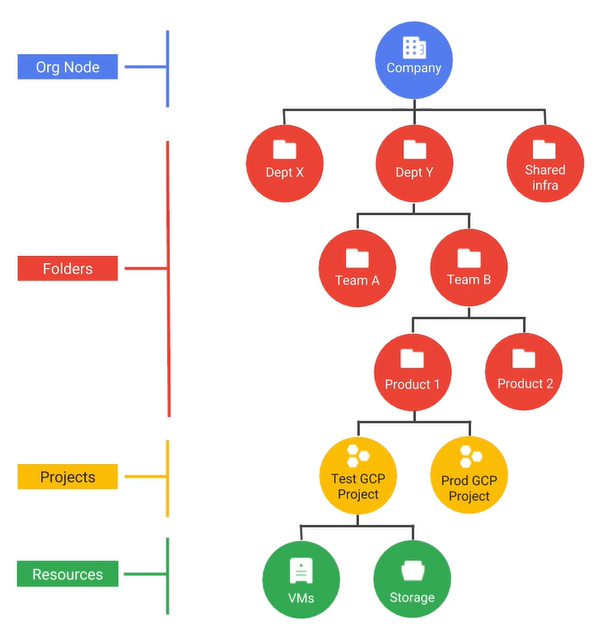 Org Node
Company
Dept X
Dept Y
Shared
infra
Folders
Team A
Team B
Product 1
Product 2
Projects
Test GCP
Project
Prod GCP
Project
Resources
VMs
Storage